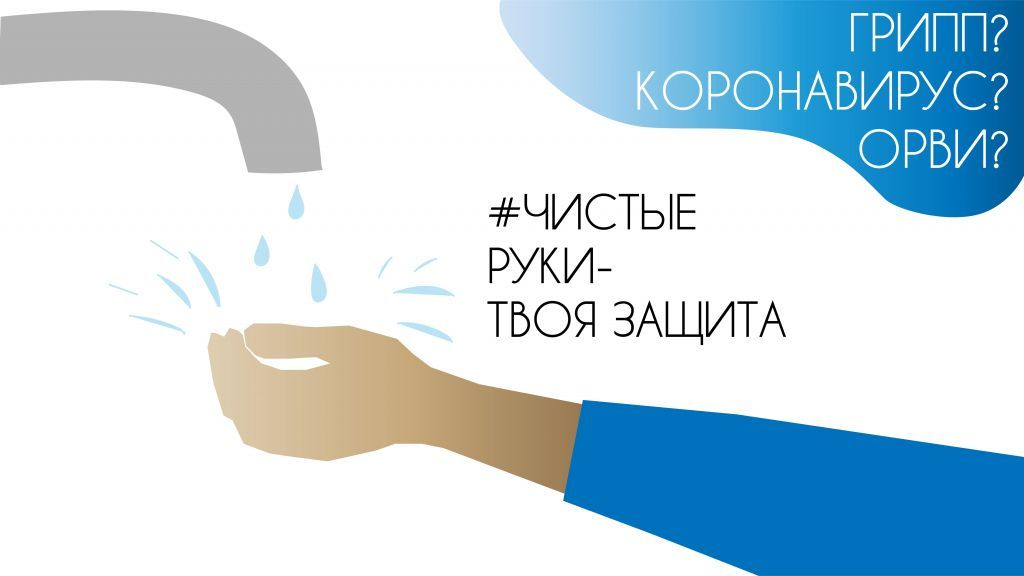 ГРИПП?
КОРОНАВИРУС?
ОРВИ?
#ЧИСТЫЕ
РУКИ-
ТВОЯ ЗАЩИТА